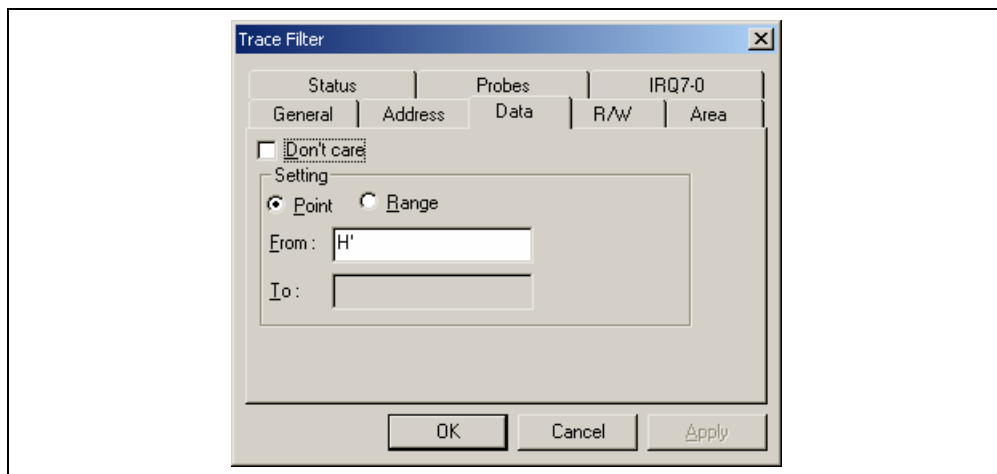 Trace Filter
Status Probes IRQ7-0
General Address Data R/W Area
Don't care
Setting
Point Range
From : H'
To :
OK Cancel Apply